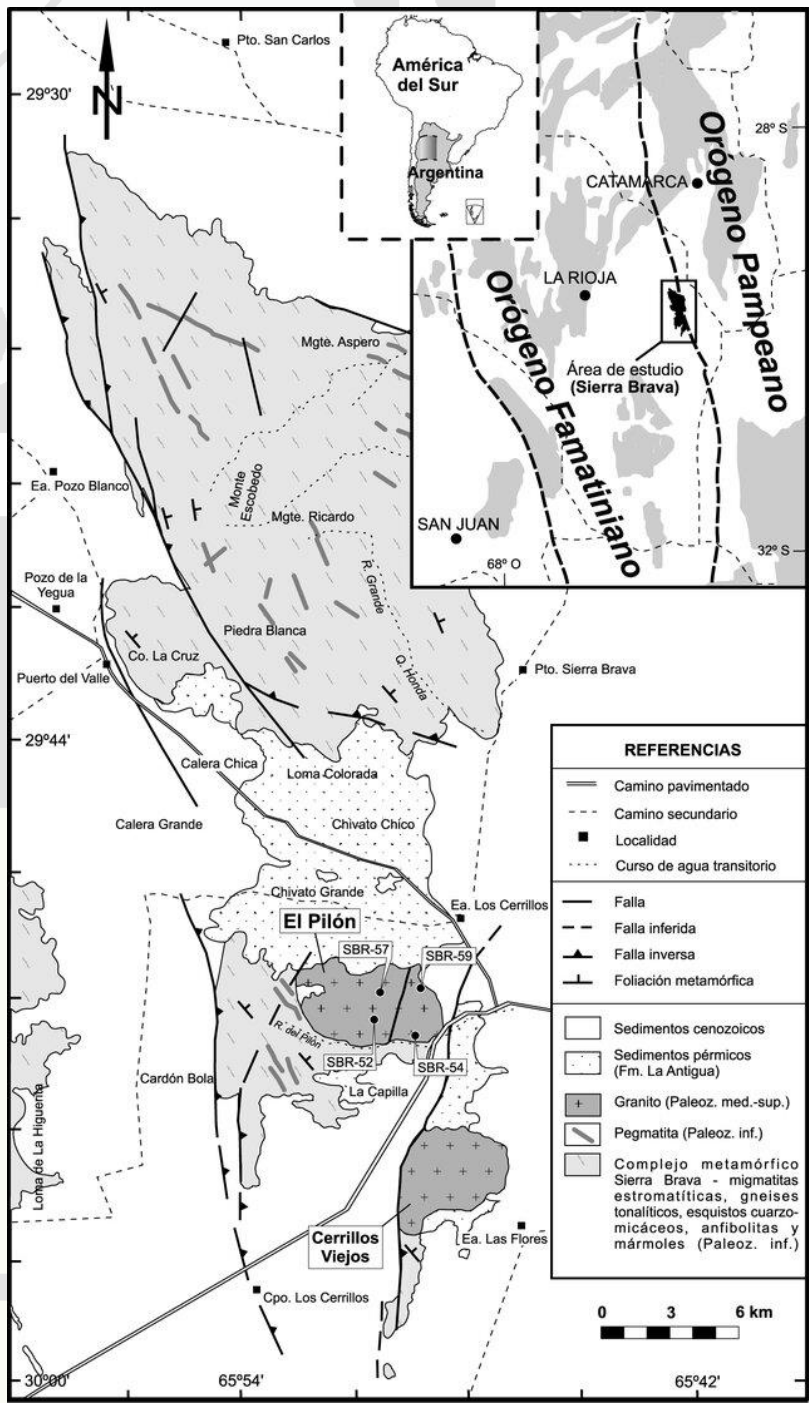 Pto. San Carlos
29º30'
N
América
del Sur
Argentina
28º S
Orógeno Pampeano
CATAMARCA
LA RIOJA
Orógeno Famatiniano
Área de estudio
(Sierra Brava)
SAN JUAN
68º O
32º S
Mgte. Aspero
Ea. Pozo Blanco
Monte
Escobedo
Mgte. Ricardo
R. Grande
Pozo de la
Yegua
Piedra Blanca
Co. La Cruz
Q. Honda
Puerto del Valle
Pto. Sierra Brava
29º44'
Calera Chica
Loma Colorada
Calera Grande
Chivato Chico
Chivato Grande
Ea. Los Cerrillos
El Pilón
SBR-57
SBR-59
R. del Pilón
SBR-52
SBR-54
Cardón Bola
La Capilla
Loma de La Higuerita
Cerrillos
Viejos
Ea. Las Flores
Cpo. Los Cerrillos
30º00'
65º54'
65º42'
REFERENCIAS
Camino pavimentado
Camino secundario
Localidad
Curso de agua transitorio
Falla
Falla inferida
Falla inversa
Foliación metamórfica
Sedimentos cenozoicos
Sedimentos pérmicos
(Fm. La Antigua)
Granito (Paleoz. med.-sup.)
Pegmatita (Paleoz. inf.)
Complejo metamórfico
Sierra Brava - migmatitas
estromatíticas, gneises
tonalíticos, esquistos cuarzo-
micáceos, anfibolitas y
mármoles (Paleoz. inf.)
0 3 6 km